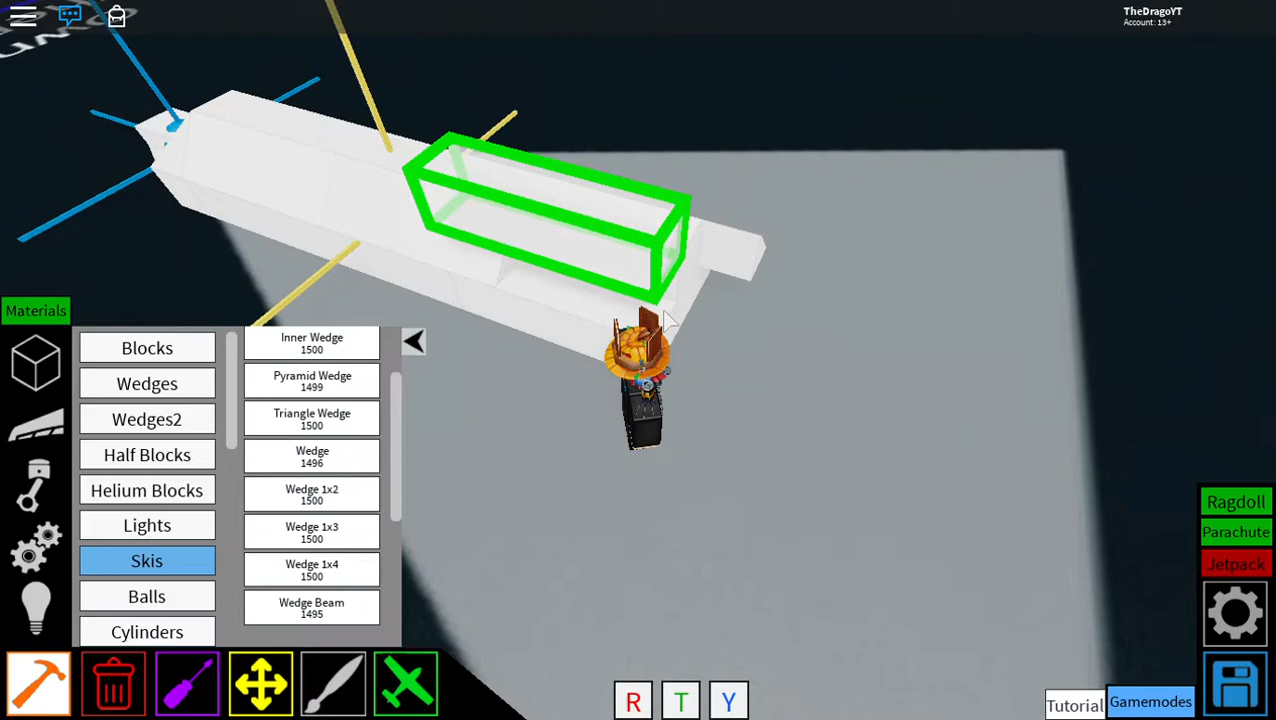 TheDragoYT
Account: 13+
Materials
Blocks
Wedges
Wedges2
Half Blocks
Helium Blocks
Lights
Skis
Balls
Cylinders
Inner Wedge
1500
Pyramid Wedge
1499
Triangle Wedge
1500
Wedge
1496
Wedge 1x2
1500
Wedge 1x3
1500
Wedge 1x4
1500
Wedge Beam
1495
Ragdoll
Parachute
Jetpack
R T Y
Tutorial
Gamemodes